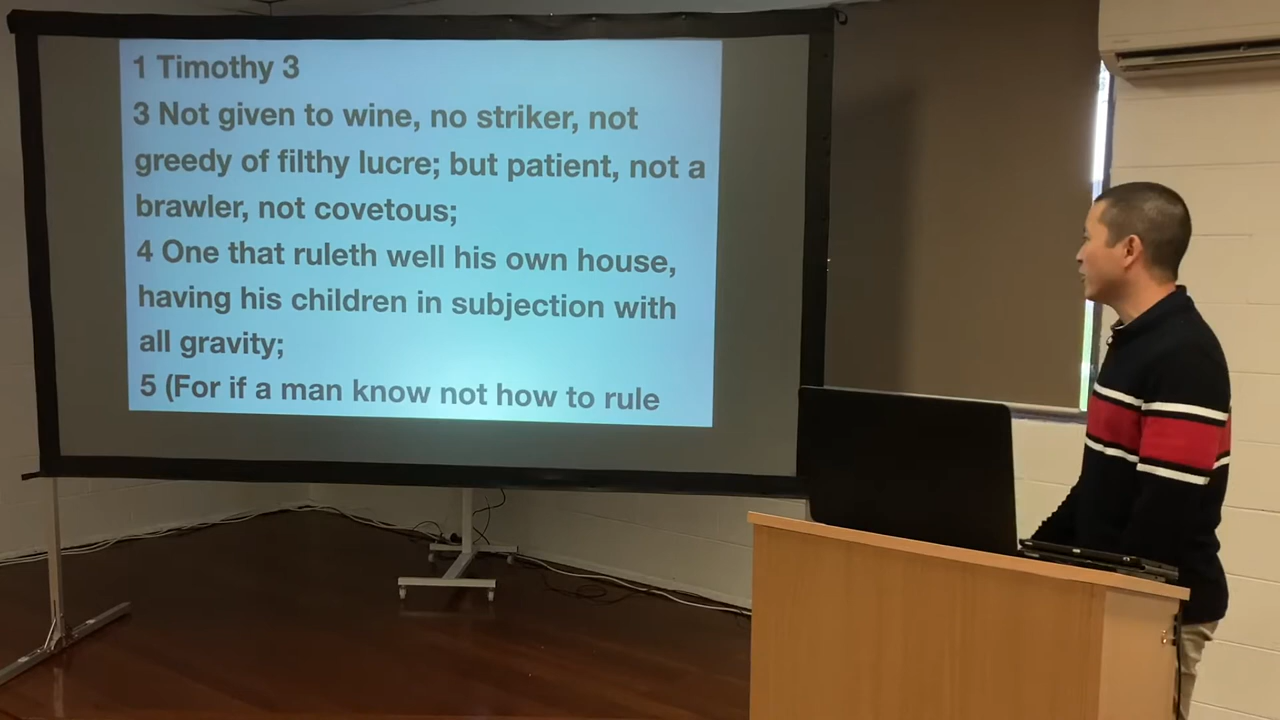 1 Timothy 3
3 Not given to wine, no striker, not
greedy of filthy lucre; but patient, not a
brawler, not covetous;
4 One that ruleth well his own house,
having his children in subjection with
all gravity;
5 (For if a man know not how to rule